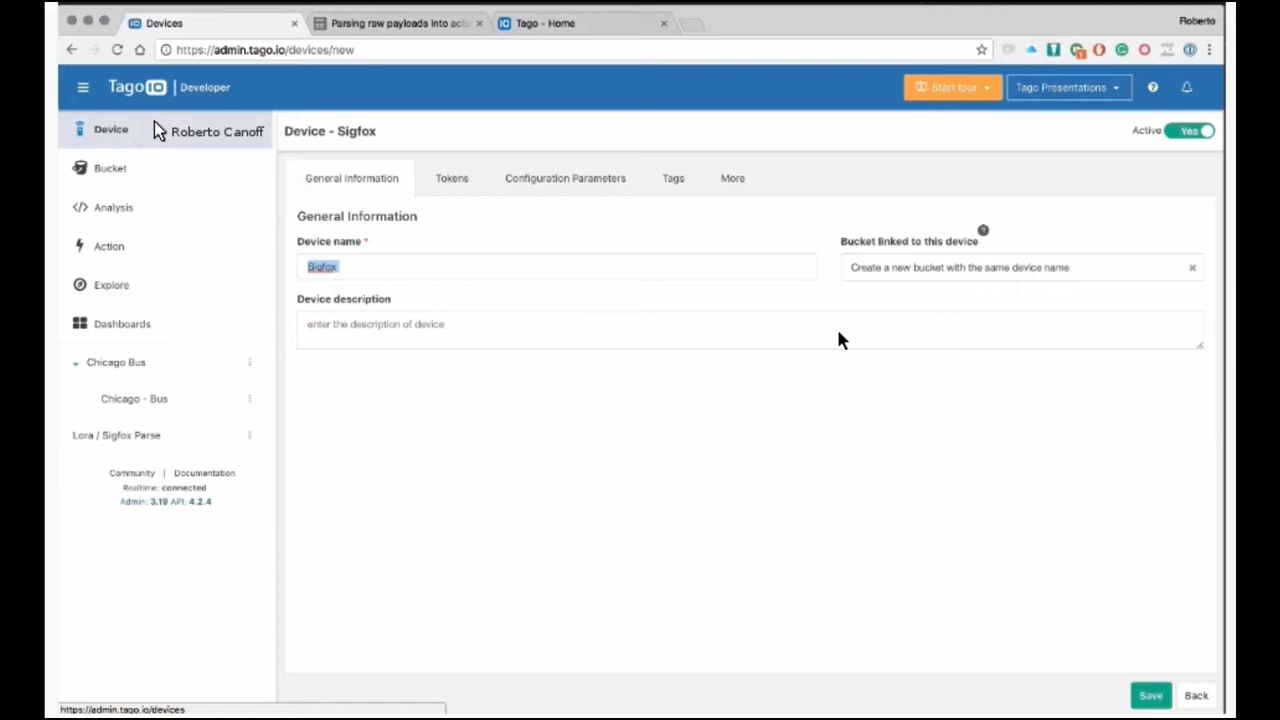 Devices
Parsing raw payloads into actu
Tago - Home
Roberto
https://admin.tago.io/devices/new
Tago IO | Developer
Start tour
Tago Presentations
Device
Roberto Canoff
Bucket
Analysis
Action
Explore
Dashboards
Chicago Bus
Chicago - Bus
Lora / Sigfox Parse
Community | Documentation
Realtime: connected
Admin: 3.19 API: 4.2.4
Device - Sigfox
Active Yes
General Information Tokens Configuration Parameters Tags More
General Information
Device name *
Bucket linked to this device
Sigfox
Create a new bucket with the same device name
Device description
enter the description of device
Save Back
https://admin.tago.io/devices